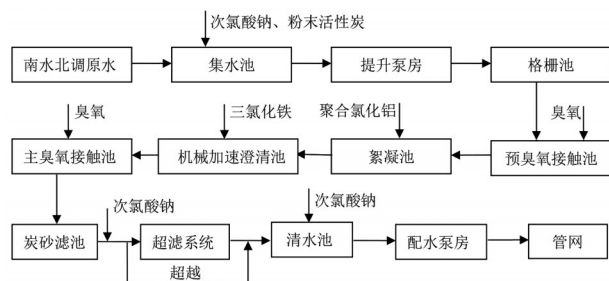 次氯酸钠、粉末活性炭
南水北调原水
集水池
提升泵房
格栅池
臭氧
三氯化铁
聚合氯化铝
臭氧
主臭氧接触池
机械加速澄清池
絮凝池
预臭氧接触池
次氯酸钠
次氯酸钠
炭砂滤池
超滤系统
清水池
配水泵房
管网
超越